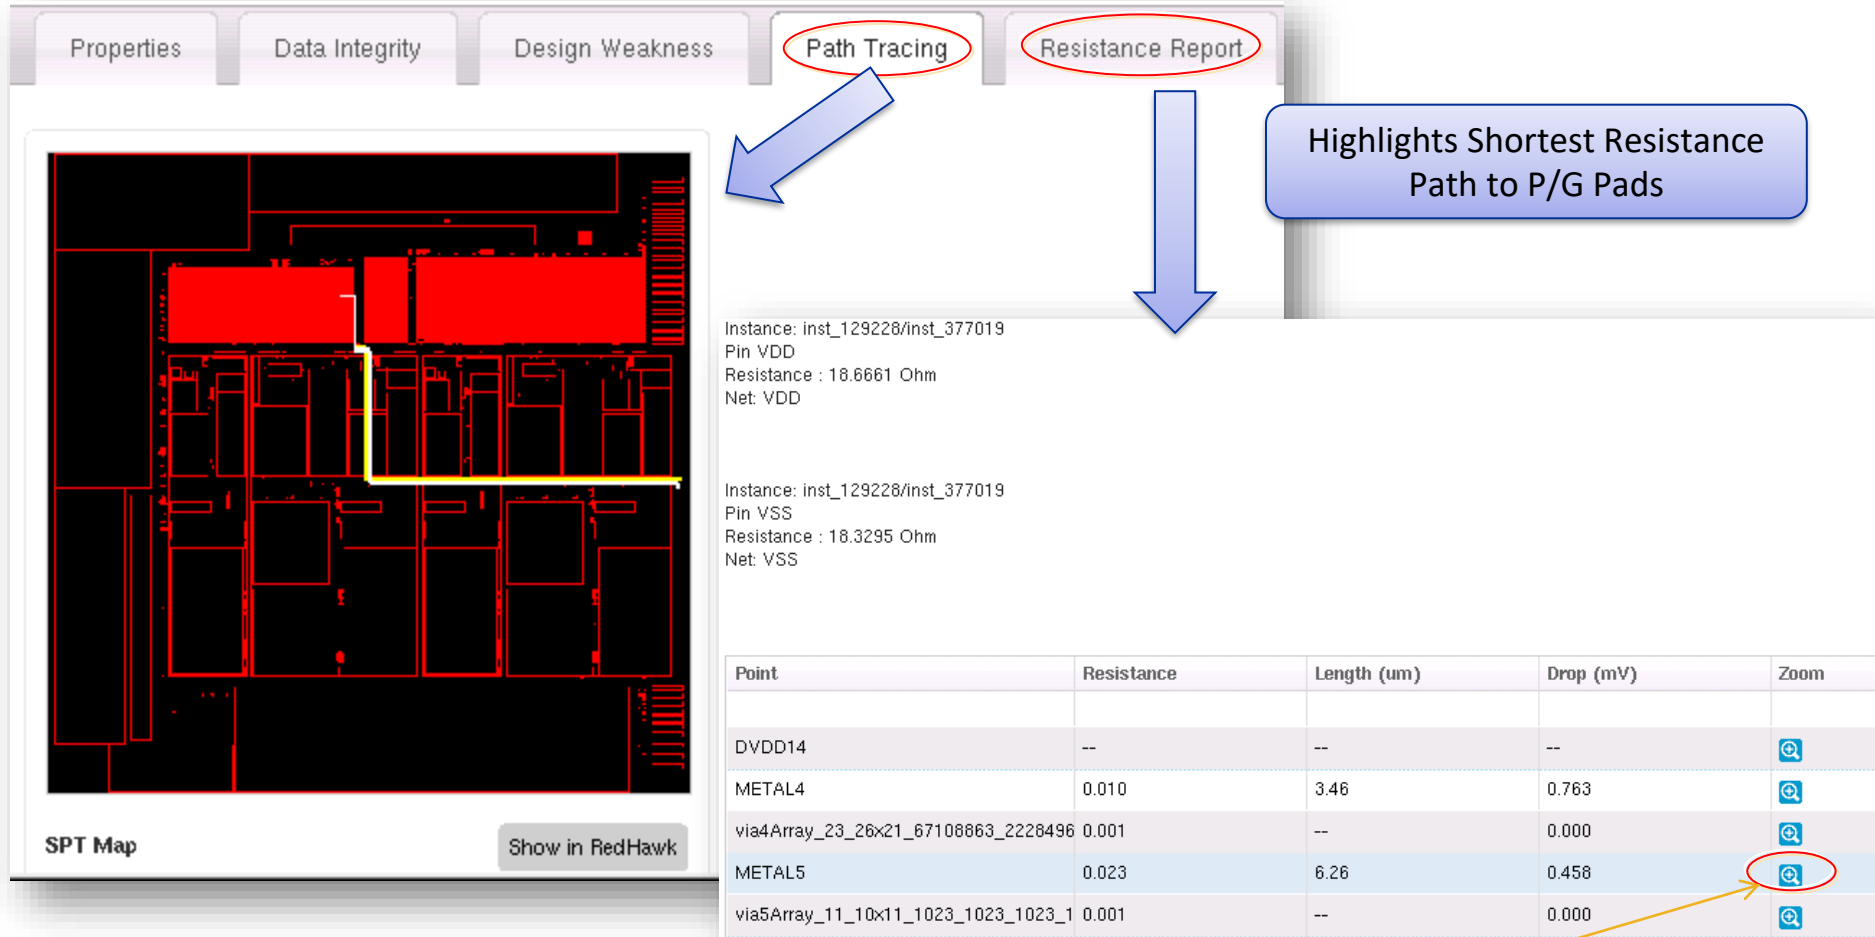 Properties
Data Integrity
Design Weakness
Path Tracing
Resistance Report
Highlights Shortest Resistance
Path to P/G Pads
Instance: inst_129228/inst_377019
Pin VDD
Resistance : 18.6661 Ohm
Net: VDD
Instance: inst_129228/inst_377019
Pin VSS
Resistance : 18.3295 Ohm
Net: VSS
SPT Map
Show in RedHawk
Point Resistance Length (um) Drop (mV) Zoom
DVDD14 -- -- --
METAL4 0.010 3.46 0.763
via4Array_23_26x21_67108863_2228496 0.001 -- 0.000
METAL5 0.023 6.26 0.458
via5Array_11_10x11_1023_1023_1023_1 0.001 -- 0.000